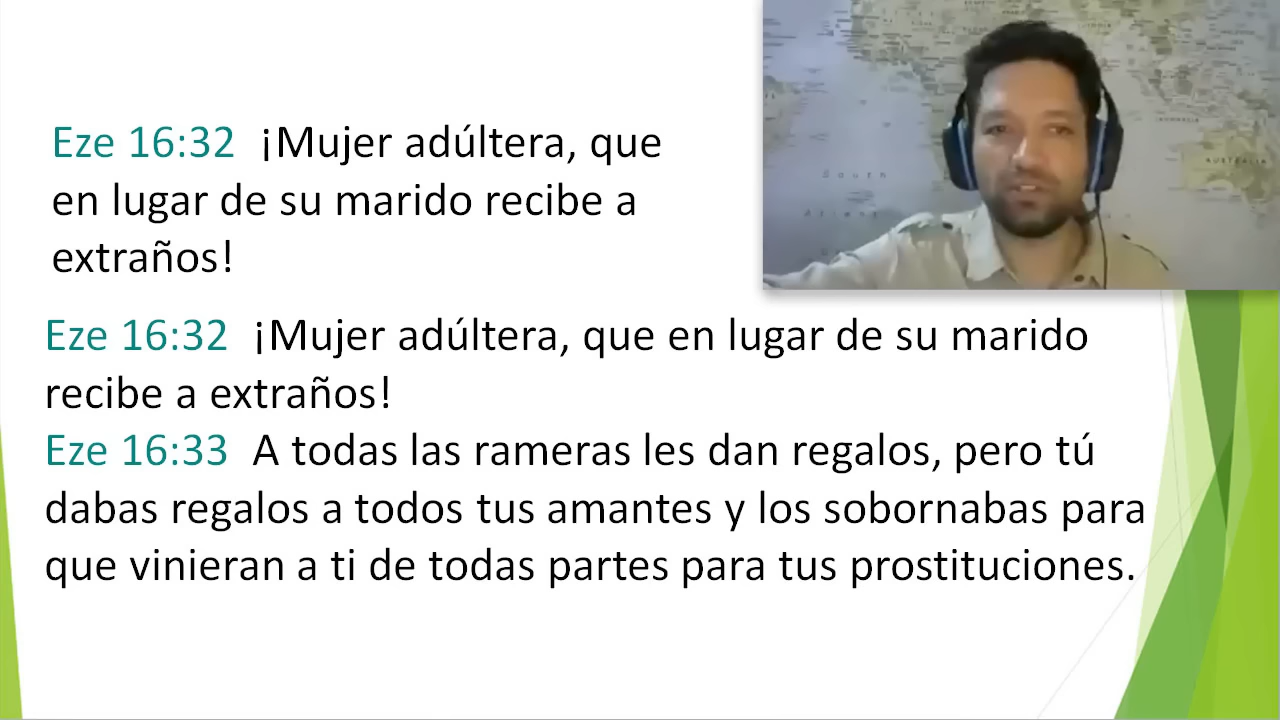 Eze 16:32 ¡Mujer adúltera, que
en lugar de su marido recibe a
extraños!
Eze 16:32 ¡Mujer adúltera, que en lugar de su marido
recibe a extraños!
Eze 16:33 A todas las rameras les dan regalos, pero tú
dabas regalos a todos tus amantes y los sobornabas para
que vinieran a ti de todas partes para tus prostituciones.
South
AUSTRALIA